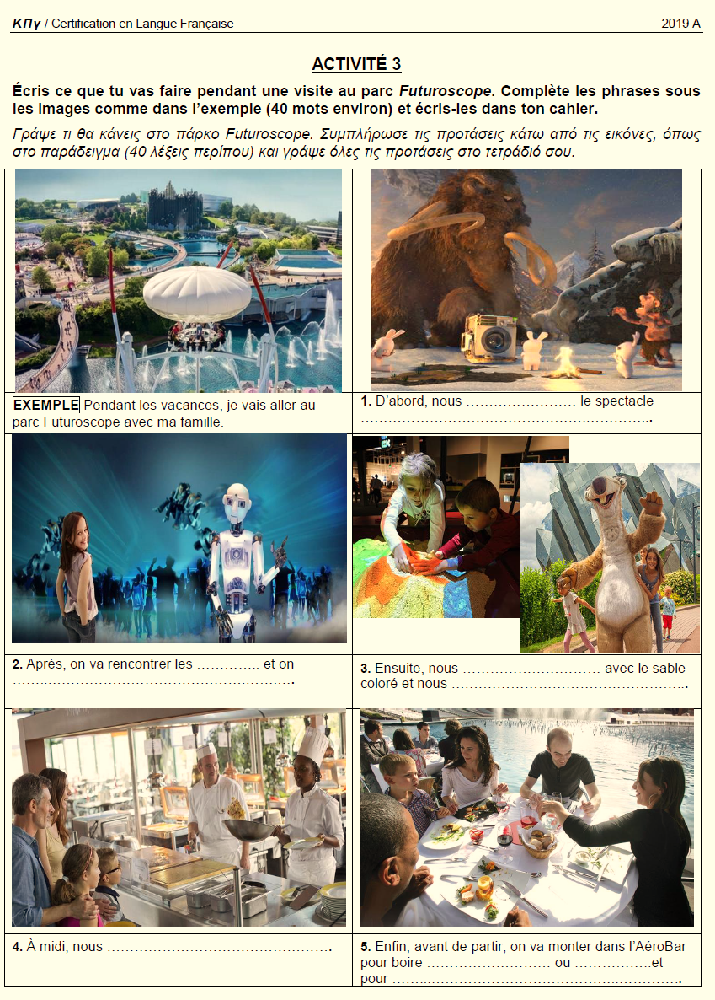 ΚΠγ / Certification en Langue Française 2019 A
ACTIVITÉ 3
Écris ce que tu vas faire pendant une visite au parc Futuroscope. Complète les phrases sous
les images comme dans l’exemple (40 mots environ) et écris-les dans ton cahier.
Γράψε τι θα κάνεις στο πάρκο Futuroscope. Συμπλήρωσε τις προτάσεις κάτω από τις εικόνες, όπως
στο παράδειγμα (40 λέξεις περίπου) και γράψε όλες τις προτάσεις στο τετράδιό σου.
EXEMPLE Pendant les vacances, je vais aller au
parc Futuroscope avec ma famille.
1. D’abord, nous …………………… le spectacle
………………………………………………………..
2. Après, on va rencontrer les ………….. et on
……..……………………………………………….
3. Ensuite, nous ………………………… avec le sable
coloré et nous ……………………………………………..
4. À midi, nous ………………………………………….
5. Enfin, avant de partir, on va monter dans l’AéroBar
pour boire ……………………… ou ……………..et
pour ……...…………………………………..………….